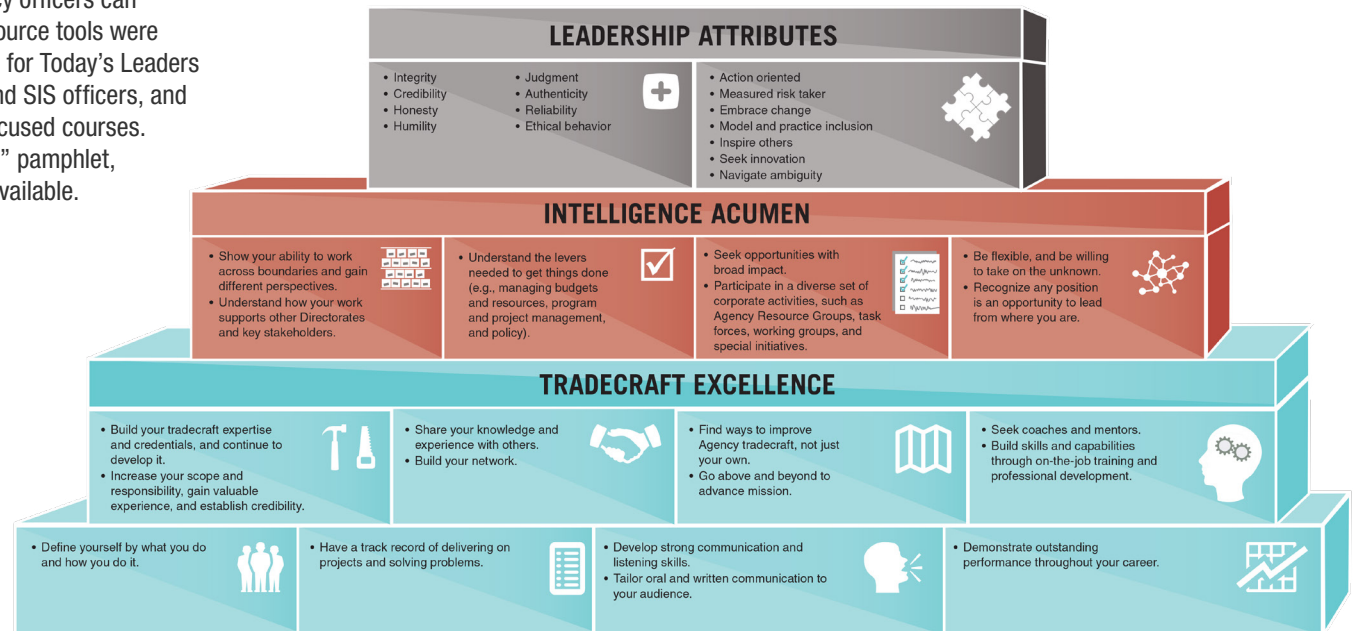 cy officers can
ource tools were
for Today's Leaders
nd SIS officers, and
cused courses.
” pamphlet,
vailable.
LEADERSHIP ATTRIBUTES
• Integrity
• Credibility
• Honesty
• Humility
• Judgment
• Authenticity
• Reliability
• Ethical behavior
• Action oriented
• Measured risk taker
• Embrace change
• Model and practice inclusion
• Inspire others
• Seek innovation
• Navigate ambiguity
INTELLIGENCE ACUMEN
• Show your ability to work
across boundaries and gain
different perspectives.
• Understand how your work
supports other Directorates
and key stakeholders.
• Understand the levers
needed to get things done
(e.g., managing budgets
and resources, program
and project management,
and policy).
• Seek opportunities with
broad impact.
• Participate in a diverse set of
corporate activities, such as
Agency Resource Groups, task
forces, working groups, and
special initiatives.
• Be flexible, and be willing
to take on the unknown.
• Recognize any position
is an opportunity to lead
from where you are.
TRADECRAFT EXCELLENCE
• Build your tradecraft expertise
and credentials, and continue to
develop it.
• Increase your scope and
responsibility, gain valuable
experience, and establish credibility.
• Share your knowledge and
experience with others.
• Build your network.
• Find ways to improve
Agency tradecraft, not just
your own.
• Go above and beyond to
advance mission.
• Seek coaches and mentors.
• Build skills and capabilities
through on-the-job training and
professional development.
• Define yourself by what you do
and how you do it.
• Have a track record of delivering on
projects and solving problems.
• Develop strong communication and
listening skills.
• Tailor oral and written communication to
your audience.
• Demonstrate outstanding
performance throughout your career.